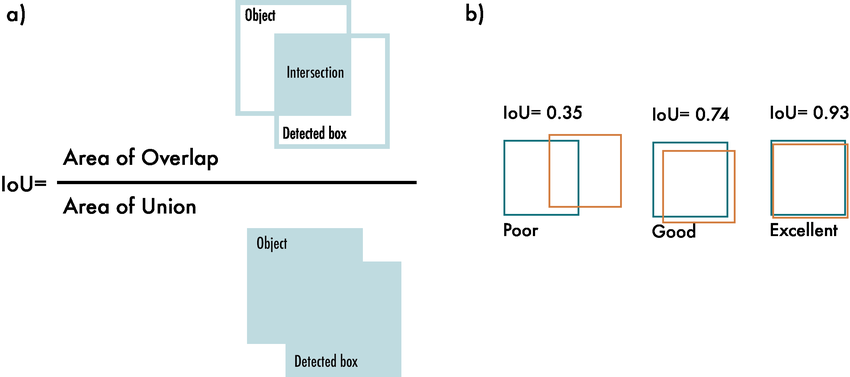 a)
Object
Intersection
Detected box
IoU=
Area of Overlap
Area of Union
Object
Detected box
b)
IoU= 0.35
IoU= 0.74
IoU= 0.93
Poor
Good
Excellent